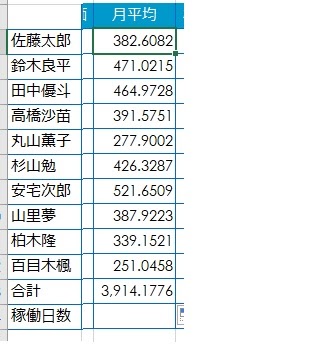 月平均
佐藤太郎 382.6082
鈴木良平 471.0215
田中優斗 464.9728
高橋沙苗 391.5751
丸山薫子 277.9002
杉山勉 426.3287
安宅次郎 521.6509
山里夢 387.9223
柏木隆 339.1521
百目木楓 251.0458
合計 3,914.1776
稼働日数